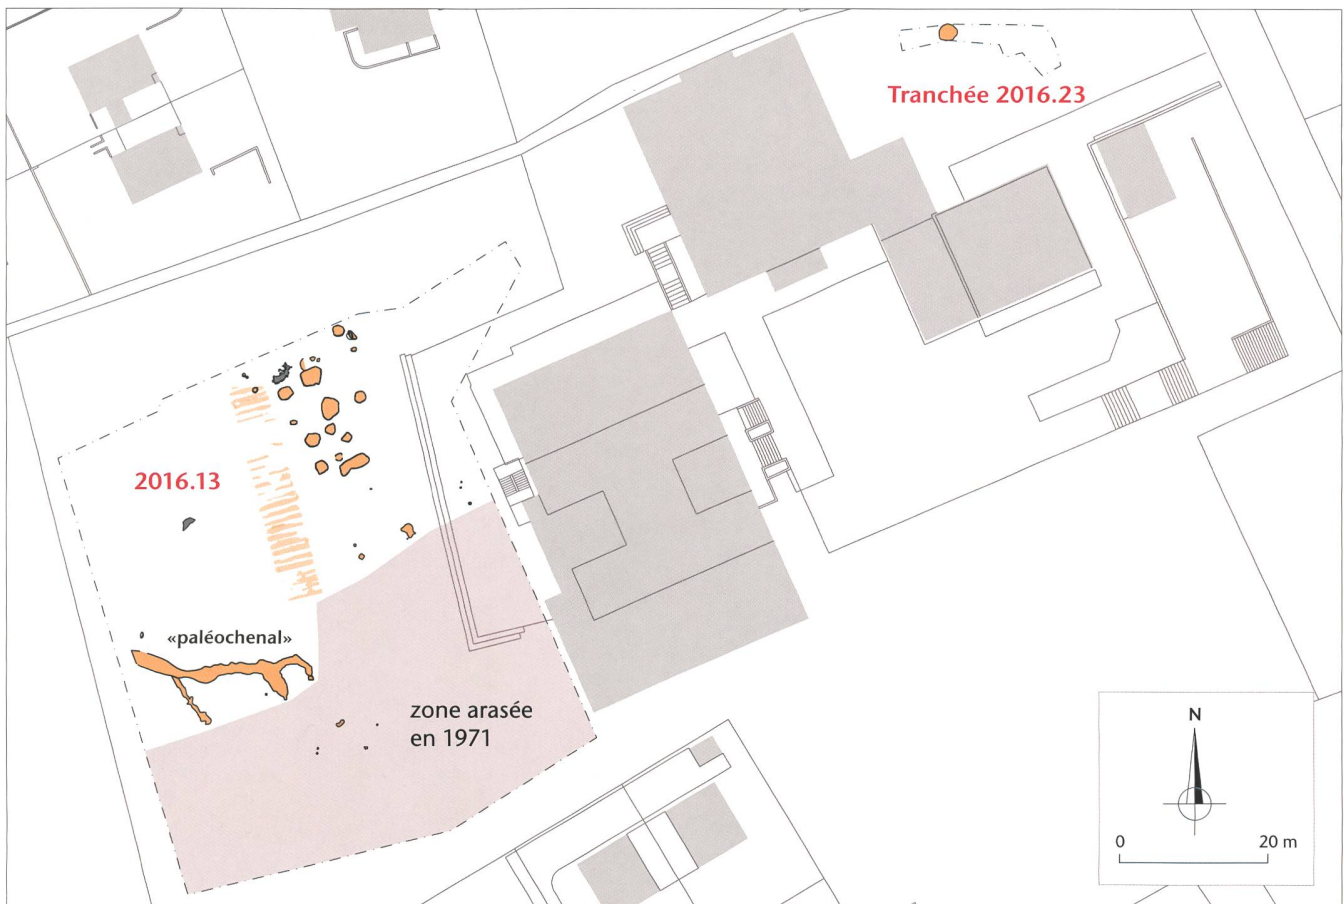 Tranchée 2016.23
2016.13
«paléochenal»
zone arasée
en 1971
N
0 20 m